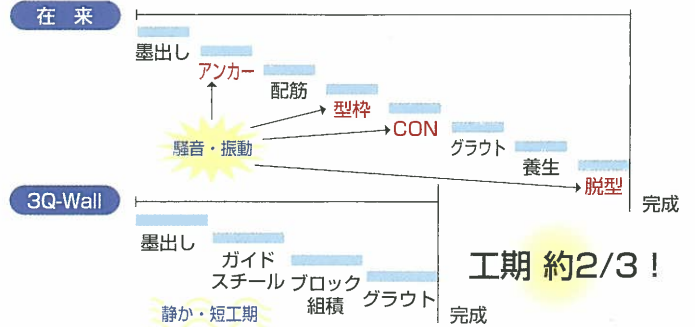 在 来
墨出し
アンカー
配筋
型枠
CON
グラウト
養生
脱型
騒音・振動
完成
3Q-Wall
墨出し
ガイド
スチール
ブロック
組積
グラウト
静か・短工期
完成
工期 約2/3！